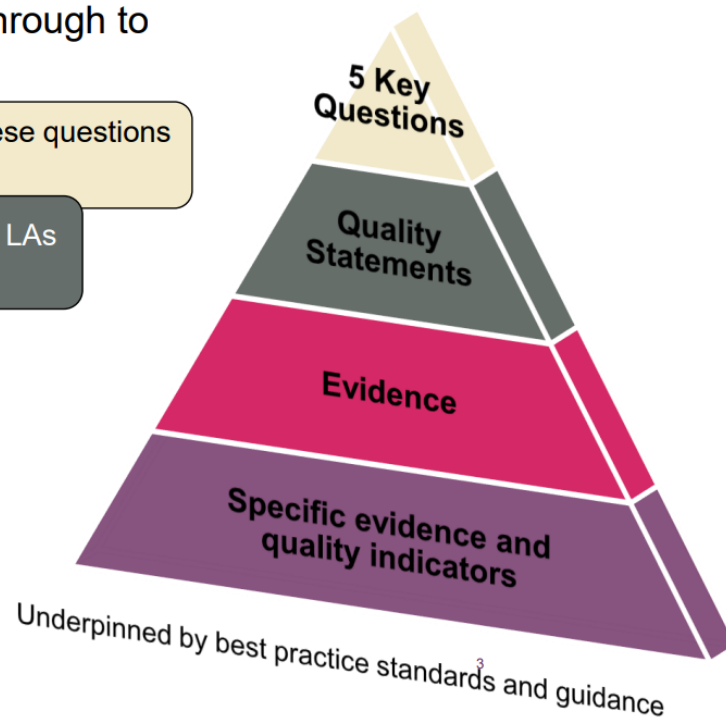 hrough to
ese questions
LAs
5 Key
Questions
Quality
Statements
Evidence
Specific evidence and
quality indicators
Underpinned by best practice standards and guidance
3